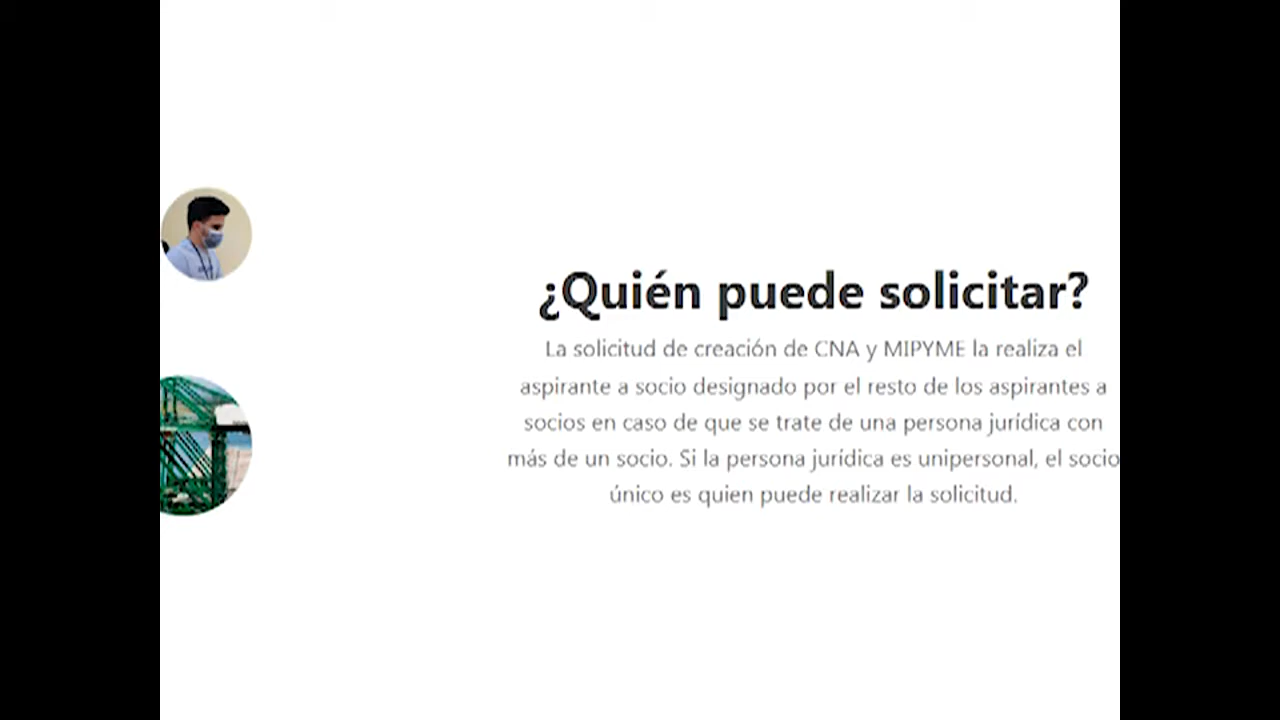 ¿Quién puede solicitar?
La solicitud de creación de CNA y MIPYME la realiza el
aspirante a socio designado por el resto de los aspirantes a
socios en caso de que se trate de una persona jurídica con
más de un socio. Si la persona jurídica es unipersonal, el socio
único es quien puede realizar la solicitud.